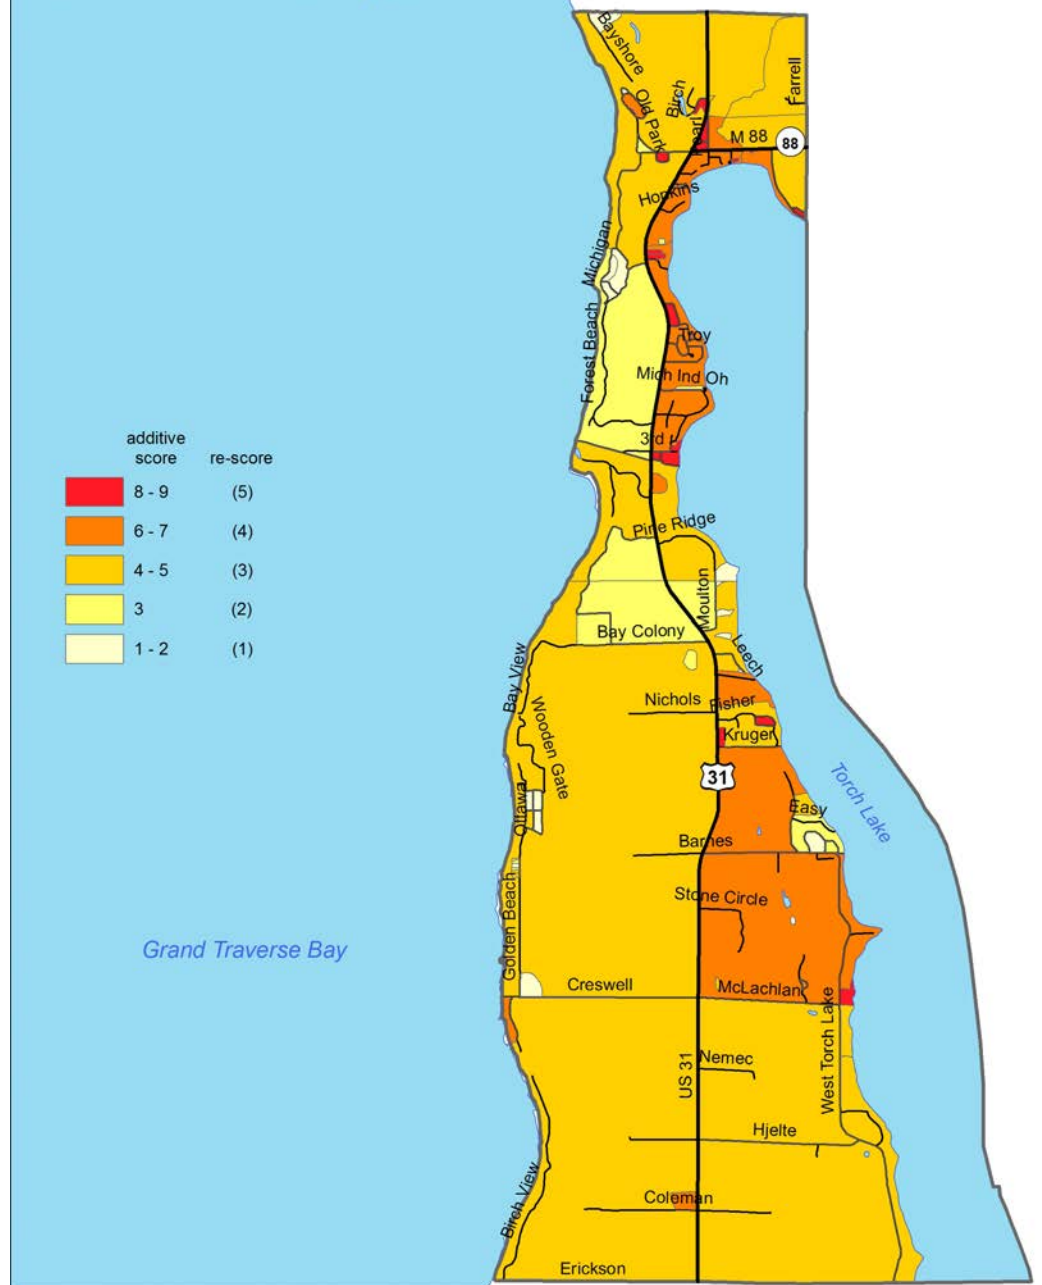 Bayshore
Birch
Farrell
Old Park
Pearl
M 88
88
Hopkins
Michigan
Forest Beach
Troy
Mich Ind Oh
3rd
additive
score
re-score
8 - 9
(5)
6 - 7
(4)
4 - 5
(3)
3
(2)
1 - 2
(1)
Pine Ridge
Moulton
Bay Colony
Leech
Bay View
Nichols
Fisher
Wooden Gate
Kruger
31
Torch Lake
Ottawa
Easy
Barnes
Stone Circle
Golden Beach
Grand Traverse Bay
Creswell
McLachlan
West Torch Lake
US 31
Nemec
Hjelte
Birch View
Coleman
Erickson